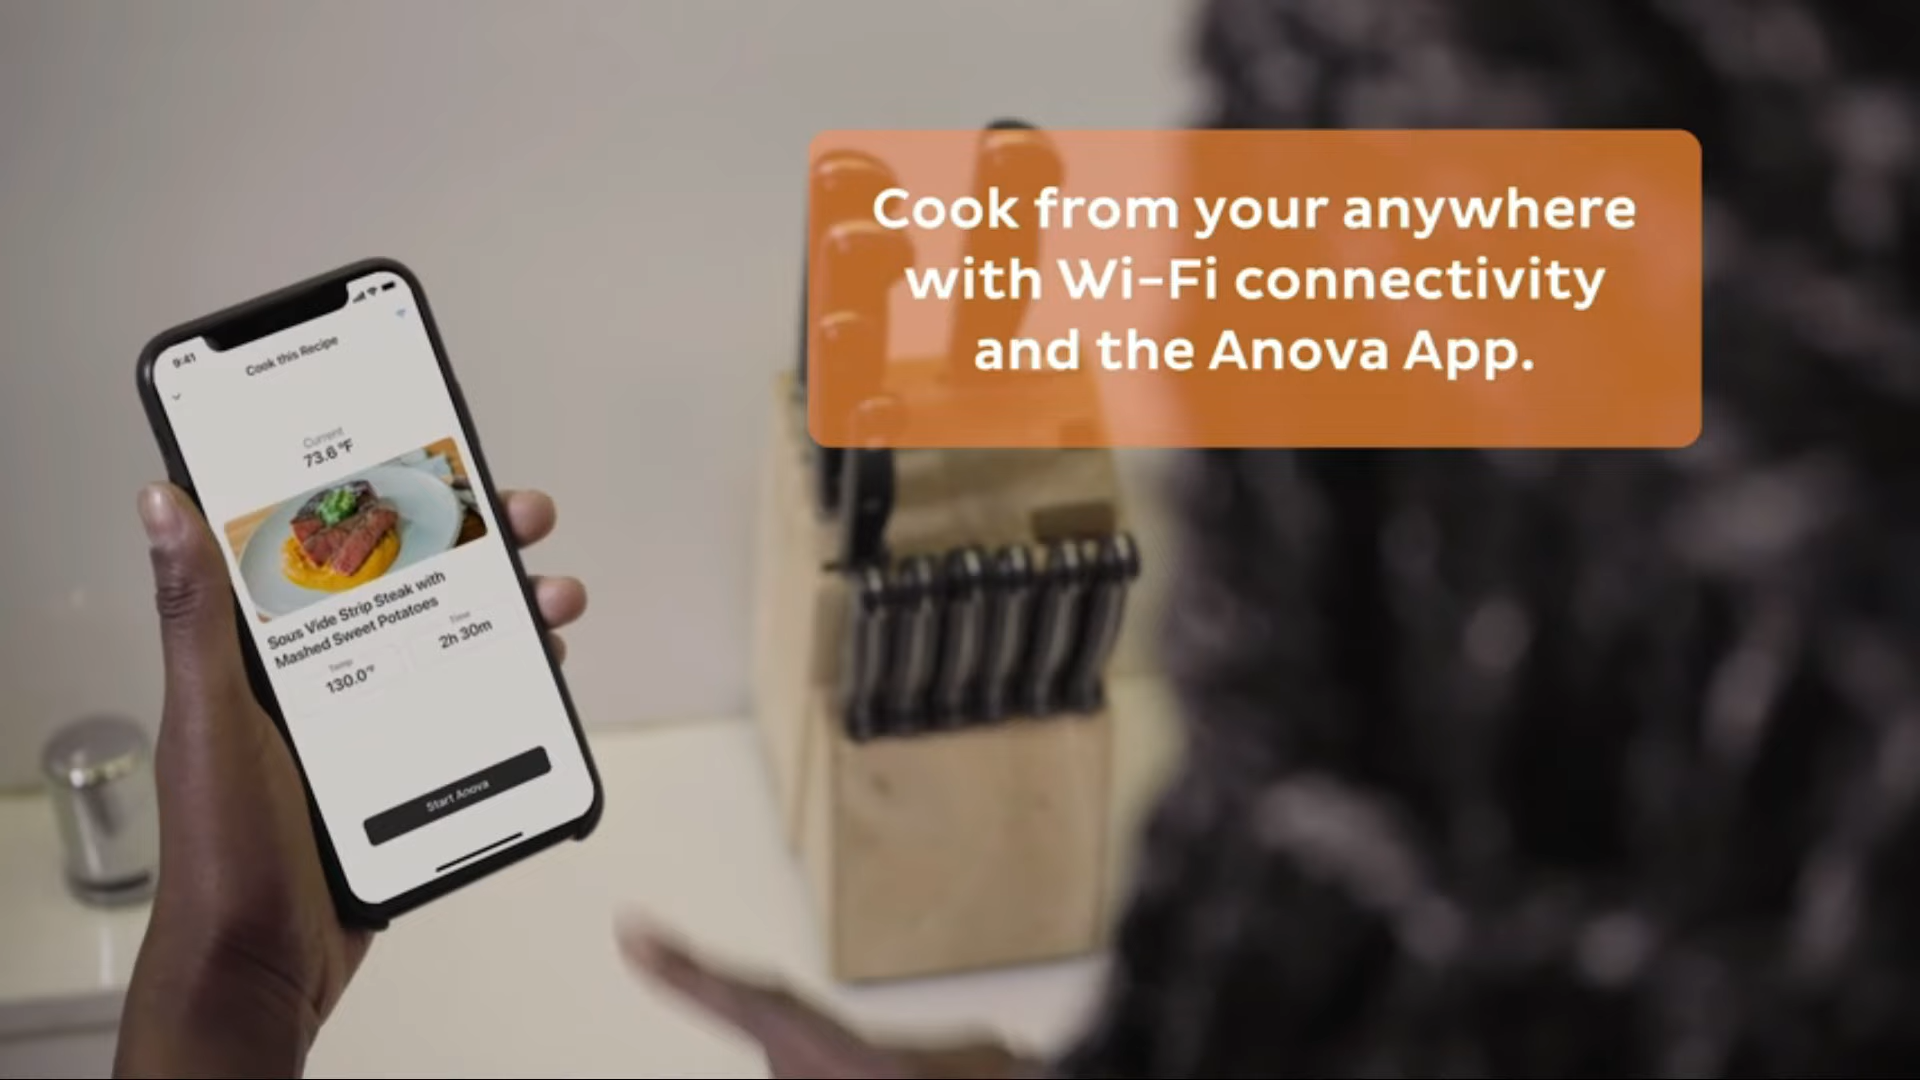 Cook from your anywhere
with Wi-Fi connectivity
and the Anova App.
9:41
Cook this Recipe
Current
73.6 °F
Sous Vide Strip Steak with
Mashed Sweet Potatoes
Temp
130.0°F
Time
2h 30m
Start Anova